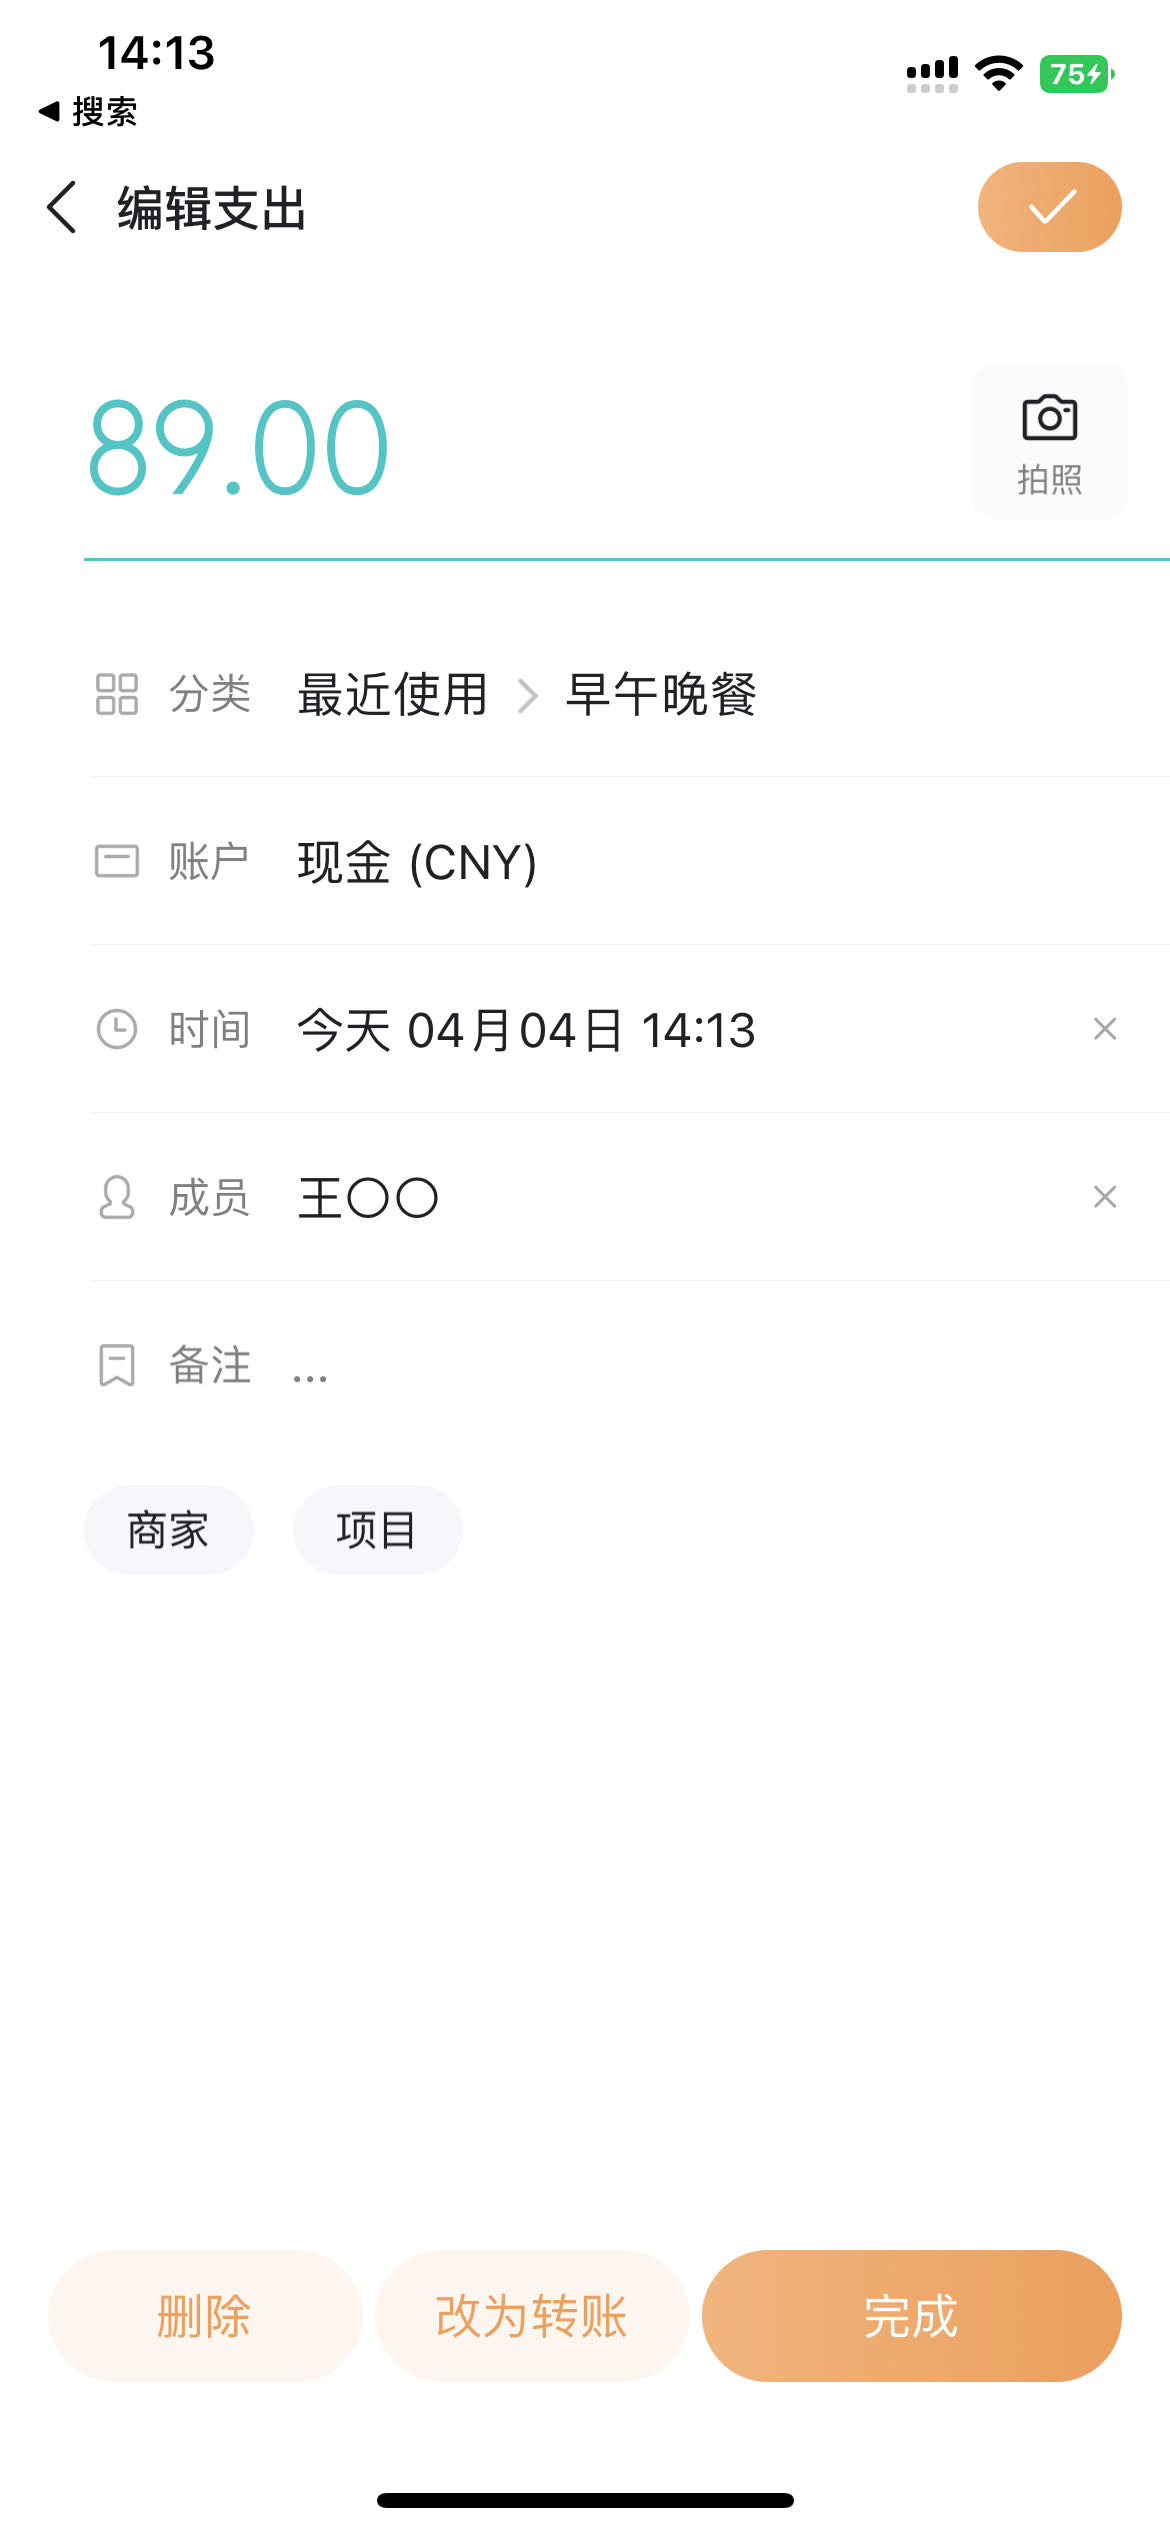 14:13
75
搜索
编辑支出
89.00
拍照
分类 最近使用 早午晚餐
账户 现金 (CNY)
时间 今天 04月04日 14:13
成员 王〇〇
备注 ...
商家 项目
删除 改为转账 完成